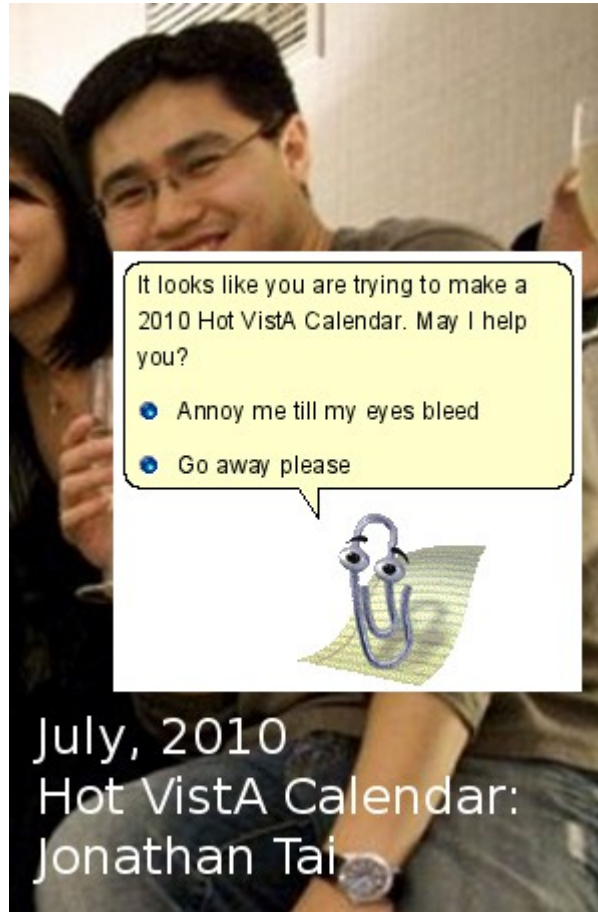 It looks like you are trying to make a
2010 Hot VistA Calendar. May I help
you?
Annoy me till my eyes bleed
Go away please
July, 2010
Hot VistA Calendar:
Jonathan Tai